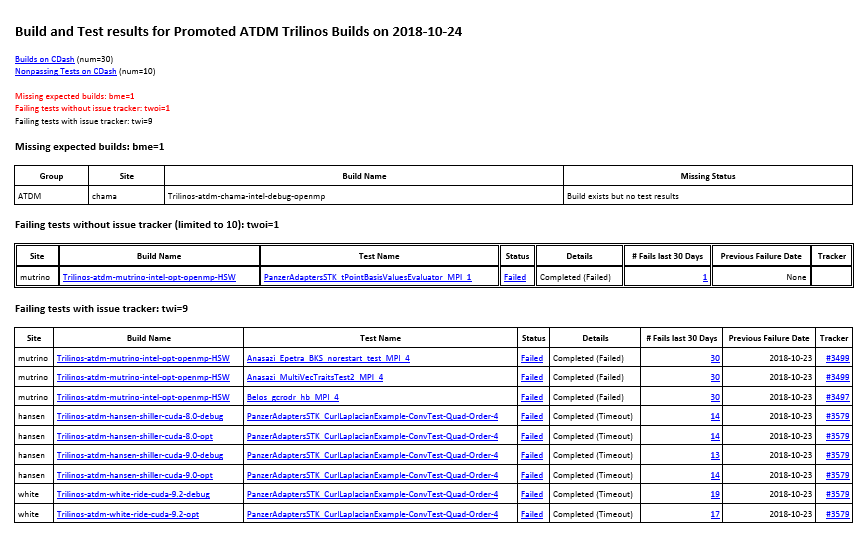 Build and Test results for Promoted ATDM Trilinos Builds on 2018-10-24
Builds on CDash (num=30)
Nonpassing Tests on CDash (num=10)
Missing expected builds: bme=1
Failing tests without issue tracker: twoi=1
Failing tests with issue tracker: twi=9
Missing expected builds: bme=1
Group Site Build Name Missing Status
ATDM chama Trilinos-atdm-chama-intel-debug-openmp Build exists but no test results
Failing tests without issue tracker (limited to 10): twoi=1
Site Build Name Test Name Status Details # Fails last 30 Days Previous Failure Date Tracker
mutrino Trilinos-atdm-mutrino-intel-opt-openmp-HSW PanzerAdaptersSTK_tPointBasisValuesEvaluator_MPI_1 Failed Completed (Failed) 1 None
Failing tests with issue tracker: twi=9
Site Build Name Test Name Status Details # Fails last 30 Days Previous Failure Date Tracker
mutrino Trilinos-atdm-mutrino-intel-opt-openmp-HSW Anasazi_Epetra_BKS_norestart_test_MPI_4 Failed Completed (Failed) 30 2018-10-23 #3499
mutrino Trilinos-atdm-mutrino-intel-opt-openmp-HSW Anasazi_MultiVecTraitsTest2_MPI_4 Failed Completed (Failed) 30 2018-10-23 #3499
mutrino Trilinos-atdm-mutrino-intel-opt-openmp-HSW Belos_gcrodr_hb_MPI_4 Failed Completed (Failed) 30 2018-10-23 #3497
hansen Trilinos-atdm-hansen-shiller-cuda-8.0-debug PanzerAdaptersSTK_CurlLaplacianExample-ConvTest-Quad-Order-4 Failed Completed (Timeout) 14 2018-10-23 #3579
hansen Trilinos-atdm-hansen-shiller-cuda-8.0-opt PanzerAdaptersSTK_CurlLaplacianExample-ConvTest-Quad-Order-4 Failed Completed (Timeout) 14 2018-10-23 #3579
hansen Trilinos-atdm-hansen-shiller-cuda-9.0-debug PanzerAdaptersSTK_CurlLaplacianExample-ConvTest-Quad-Order-4 Failed Completed (Timeout) 13 2018-10-23 #3579
hansen Trilinos-atdm-hansen-shiller-cuda-9.0-opt PanzerAdaptersSTK_CurlLaplacianExample-ConvTest-Quad-Order-4 Failed Completed (Timeout) 14 2018-10-23 #3579
white Trilinos-atdm-white-ride-cuda-9.2-debug PanzerAdaptersSTK_CurlLaplacianExample-ConvTest-Quad-Order-4 Failed Completed (Timeout) 19 2018-10-23 #3579
white Trilinos-atdm-white-ride-cuda-9.2-opt PanzerAdaptersSTK_CurlLaplacianExample-ConvTest-Quad-Order-4 Failed Completed (Timeout) 17 2018-10-23 #3579